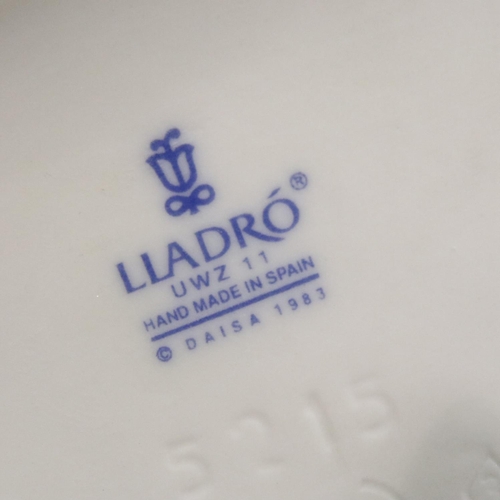 LLADRÓ®
UWZ 11
HAND MADE IN SPAIN
© DAISA 1983
5215